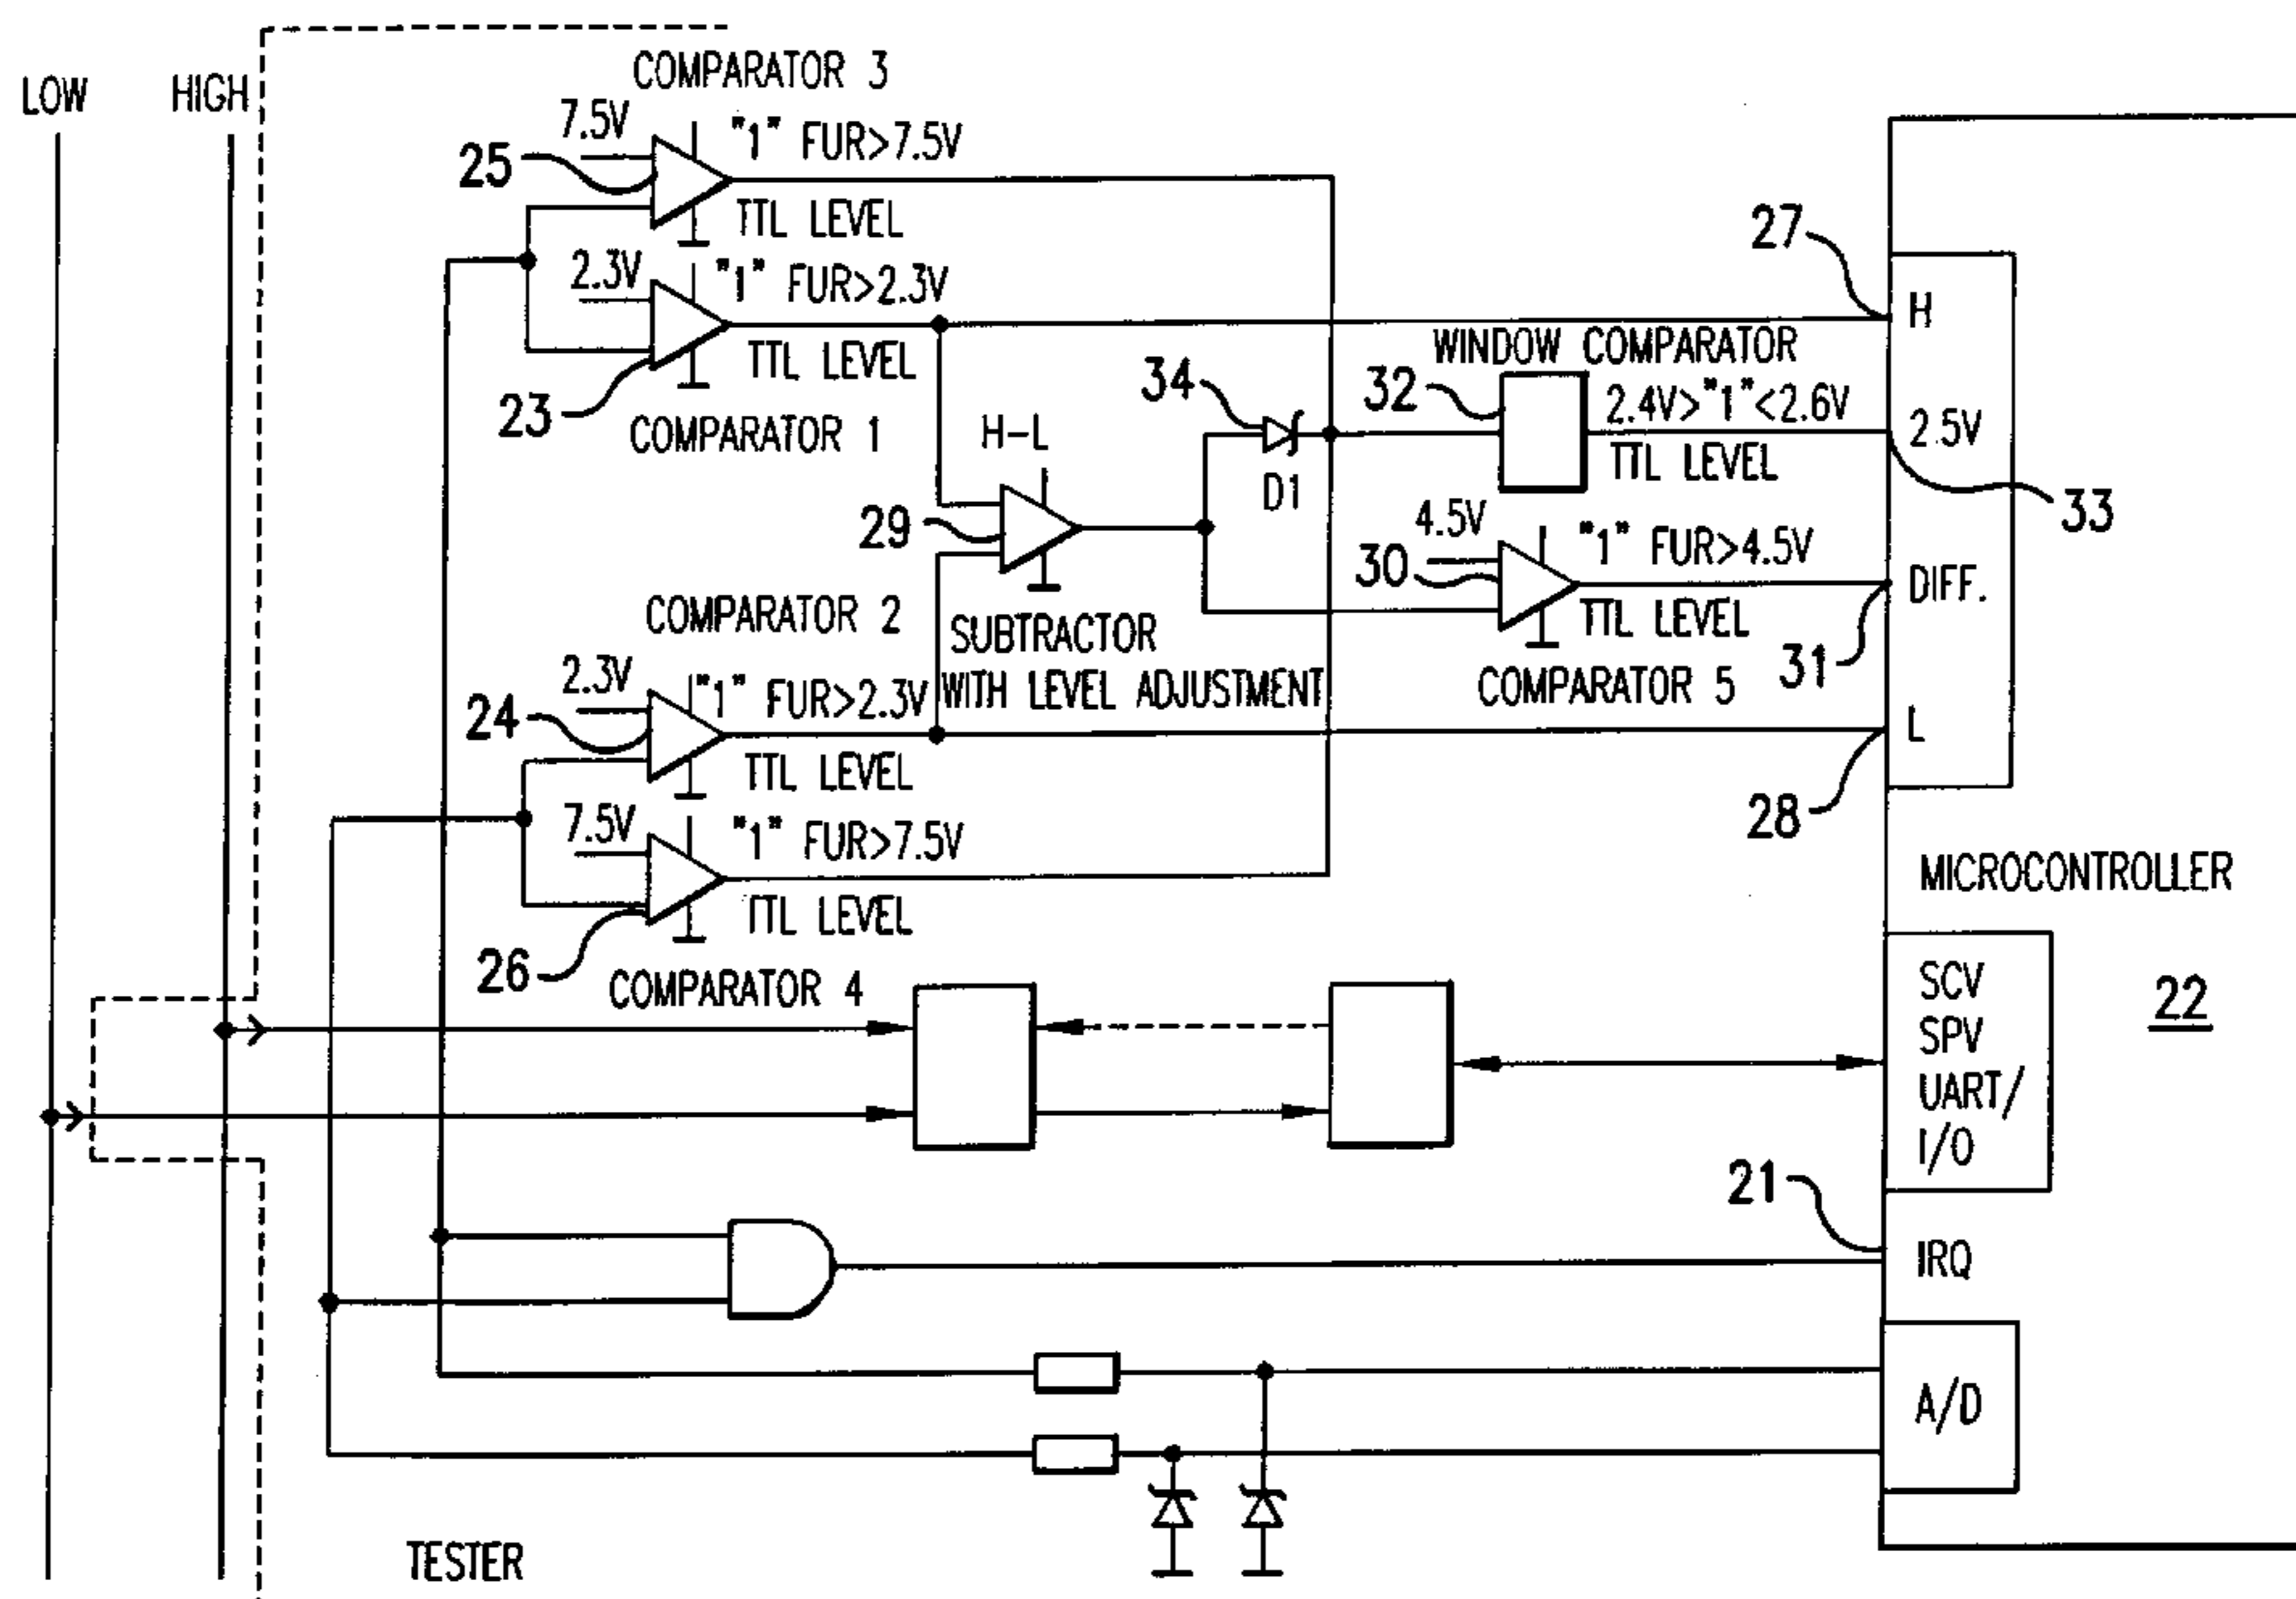 LOW
HIGH
COMPARATOR 3
7.5V
"1" FUR>7.5V
25
TTL LEVEL
27
2.3V
"1" FUR>2.3V
H
TTL LEVEL
WINDOW COMPARATOR
34
32
2.4V>"1"<2.6V
23
COMPARATOR 1
H-L
2.5V
TTL LEVEL
D1
33
29
4.5V
"1" FUR>4.5V
30
DIFF.
COMPARATOR 2
SUBTRACTOR
WITH LEVEL ADJUSTMENT
TTL LEVEL
31
2.3V
"1" FUR>2.3V
COMPARATOR 5
24
L
TTL LEVEL
28
7.5V
"1" FUR>7.5V
MICROCONTROLLER
TTL LEVEL
26
COMPARATOR 4
SCV
SPV
UART/
I/O
22
21
IRQ
A/D
TESTER